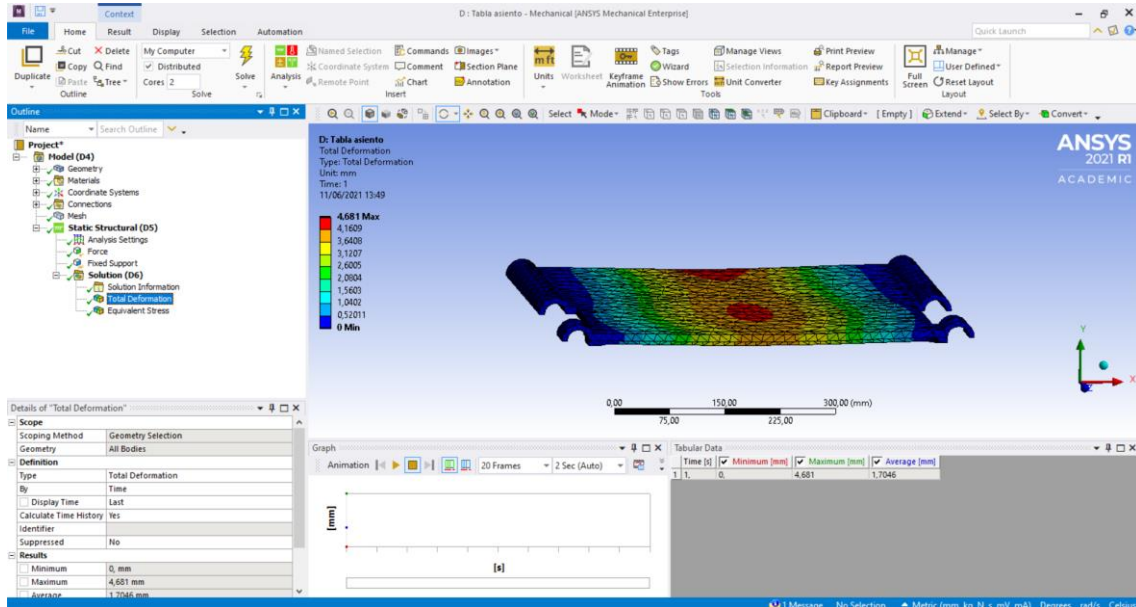 Context
D : Tabla asiento - Mechanical [ANSYS Mechanical Enterprise]
File Home Result Display Selection Automation
Quick Launch
Duplicate
Cut
Copy
Paste
Delete
Find
Tree
Outline
My Computer
Distributed
Cores 2
Solve
Solve
Analysis
Named Selection
Coordinate System
Remote Point
Commands
Comment
Chart
Images
Section Plane
Annotation
Insert
Units
Worksheet
Keyframe
Animation
Tags
Wizard
Show Errors
Manage Views
Selection Information
Unit Converter
Print Preview
Report Preview
Key Assignments
Tools
Full
Screen
Manage
User Defined
Reset Layout
Layout
Outline
Name Search Outline
Project*
Model (D4)
Geometry
Materials
Coordinate Systems
Connections
Mesh
Static Structural (D5)
Analysis Settings
Force
Fixed Support
Solution (D6)
Solution Information
Total Deformation
Equivalent Stress
Select Mode Clipboard [ Empty ] Extend Select By Convert
D: Tabla asiento
Total Deformation
Type: Total Deformation
Unit: mm
Time: 1
11/06/2021 13:49
4,681 Max
4,1609
3,6408
3,1207
2,6005
2,0804
1,5603
1,0402
0,52011
0 Min
ANSYS
2021 R1
ACADEMIC
Y
X
Z
0,00 150,00 300,00 (mm)
75,00 225,00
Details of "Total Deformation"
Scope
Scoping Method Geometry Selection
Geometry All Bodies
Definition
Type Total Deformation
By Time
Display Time Last
Calculate Time History Yes
Identifier
Suppressed No
Results
Minimum 0, mm
Maximum 4,681 mm
Average 1,7046 mm
Graph
Animation 20 Frames 2 Sec (Auto)
[mm]
[s]
Tabular Data
Time [s] Minimum [mm] Maximum [mm] Average [mm]
1 1, 0, 4,681 1,7046
1 Message No Selection Metric (mm, kg, N, s, mV, mA) Degrees rad/s Celsius